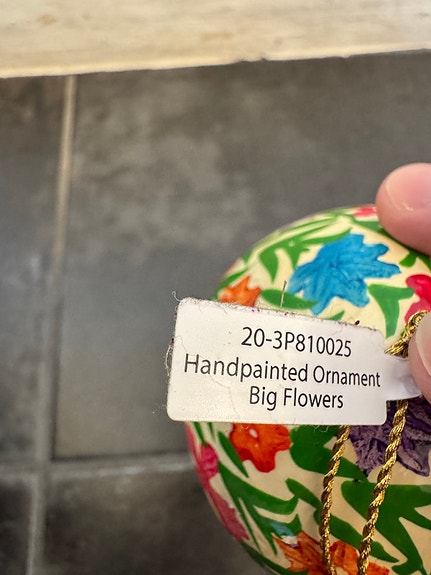 20-3P810025
Handpainted Ornament
Big Flowers